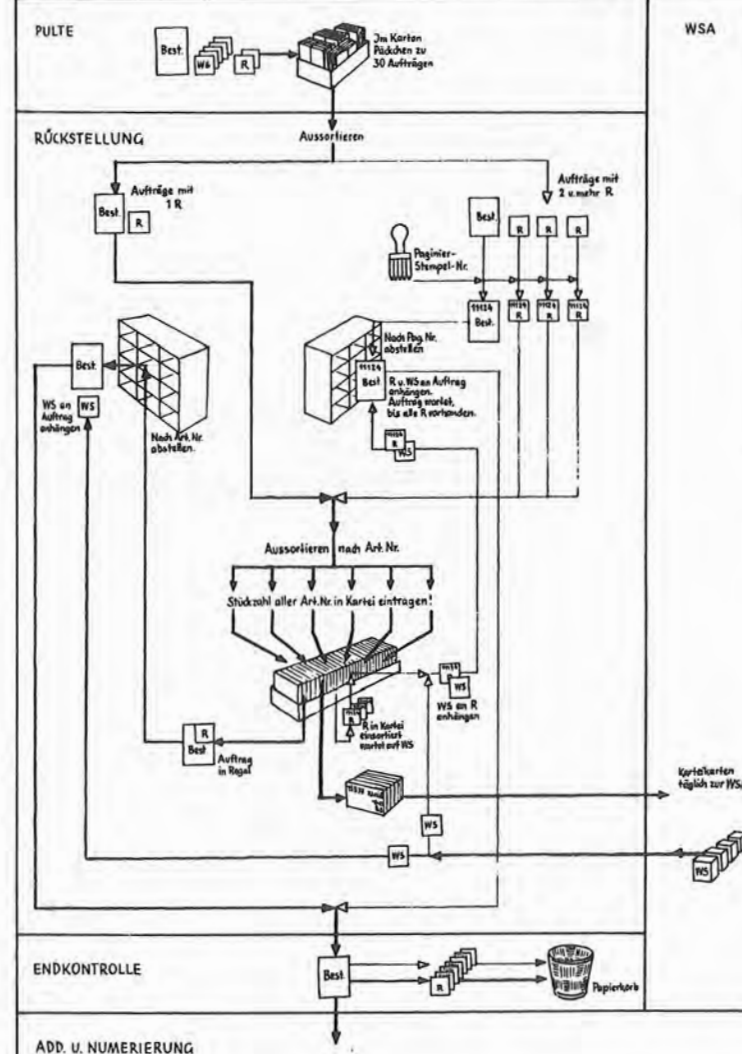 PULTE
WSA
Best.
WS
R
Im Karton
Päckchen zu
30 Aufträgen
RÜCKSTELLUNG
Aussortieren
Aufträge mit
1 R
Best.
R
Aufträge mit
2 u. mehr R
Best.
R
R
R
Paginier-
Stempel-Nr.
11124
Best.
11124
R
11124
R
11124
R
Nach Pag. Nr.
abstellen
11124
Best
R u. WS an Auftrag
anhängen.
Auftrag wartet,
bis alle R vorhanden.
Best.
WS an
Auftrag
anhängen
WS
Nach Art. Nr.
abstellen.
11124
R
WS
Aussortieren nach Art. Nr.
Stückzahl aller Art. Nr. in Kartei eintragen!
WS
WS an R
anhängen
R
R in Kartei
einsortiert
wartet auf WS
R
Best
Auftrag
in Regal
Karteikarten
täglich zur WSA
WS
WS
WS
ENDKONTROLLE
Best.
R
Papierkorb
ADD. U. NUMERIERUNG